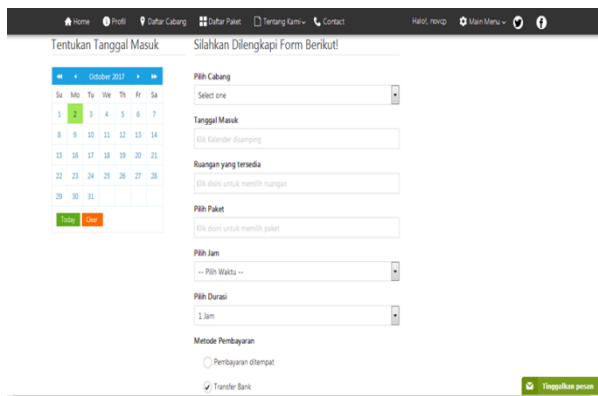 Home Profil Daftar Cabang Daftar Paket Tentang Kami Contact Halo!, novcp Main Menu
Tentukan Tanggal Masuk
Silahkan Dilengkapi Form Berikut!
October 2017
Su Mo Tu We Th Fr Sa
1 2 3 4 5 6 7
8 9 10 11 12 13 14
15 16 17 18 19 20 21
22 23 24 25 26 27 28
29 30 31
Today Clear
Pilih Cabang
Select one
Tanggal Masuk
Klik Kalender disamping
Ruangan yang tersedia
Klik disini untuk memilih ruangan
Pilih Paket
Klik disini untuk memilih paket
Pilih Jam
-- Pilih Waktu --
Pilih Durasi
1 Jam
Metode Pembayaran
Pembayaran ditempat
Transfer Bank
Tinggalkan pesan